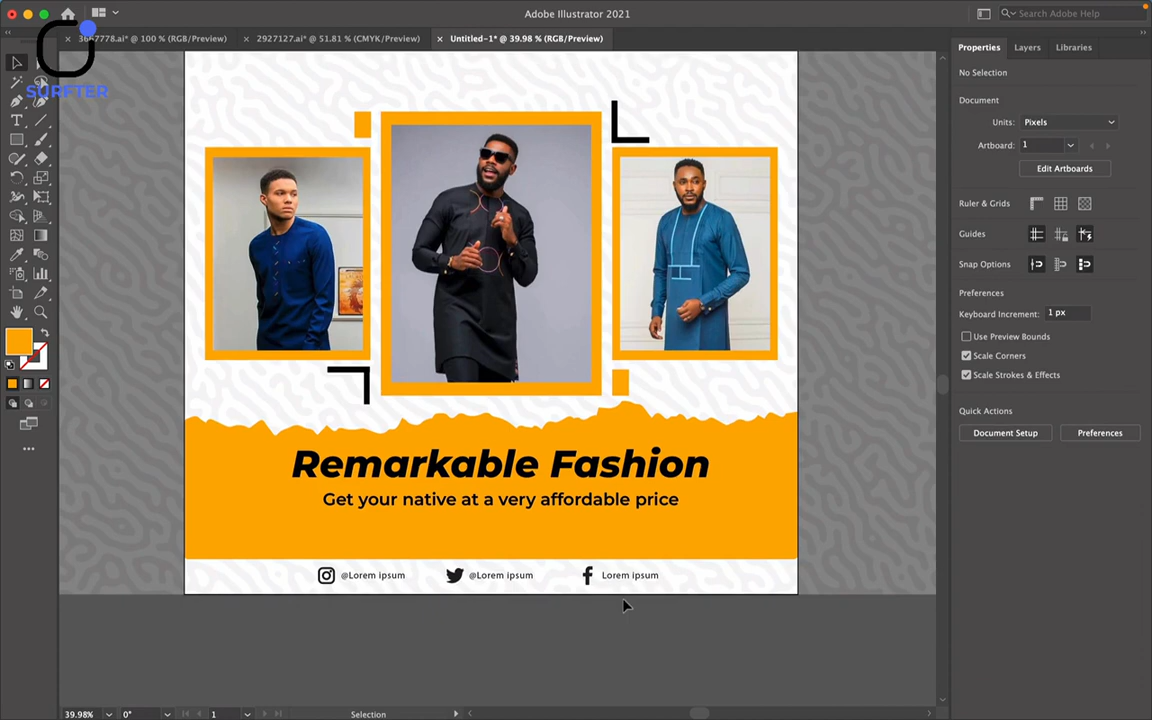 Adobe Illustrator 2021
Search Adobe Help
@ 100 % (RGB/Preview)
2927127.ai* @ 51.81 % (CMYK/Preview)
Untitled-1* @ 39.98 % (RGB/Preview)
SURFTER
Properties
Layers
Libraries
No Selection
Document
Units: Pixels
Artboard: 1
Edit Artboards
Ruler & Grids
Guides
Snap Options
Preferences
Keyboard Increment: 1 px
Use Preview Bounds
Scale Corners
Scale Strokes & Effects
Quick Actions
Document Setup
Preferences
Remarkable Fashion
Get your native at a very affordable price
@Lorem ipsum
@Lorem ipsum
Lorem ipsum
39.98%
0°
1
Selection